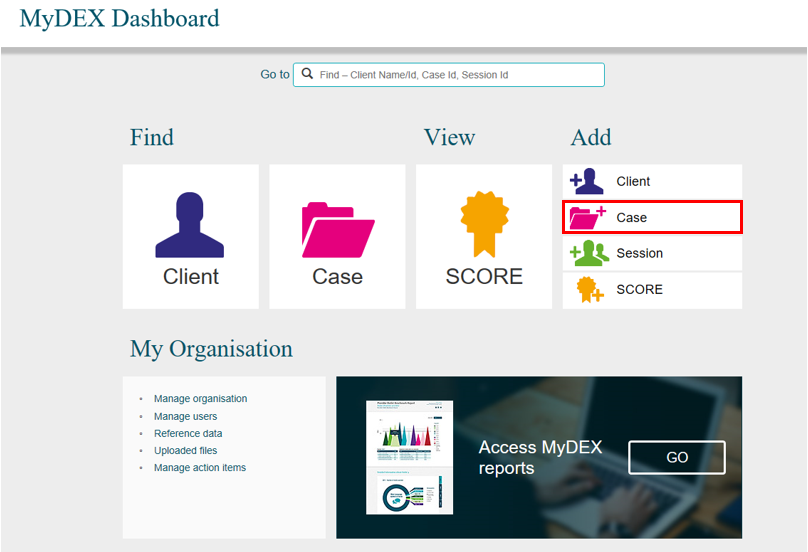 MyDEX Dashboard
Go to
Find – Client Name/Id, Case Id, Session Id
Find
View
Add
Client
Case
SCORE
Client
Case
Session
SCORE
My Organisation
Manage organisation
Manage users
Reference data
Uploaded files
Manage action items
Access MyDEX
reports
GO